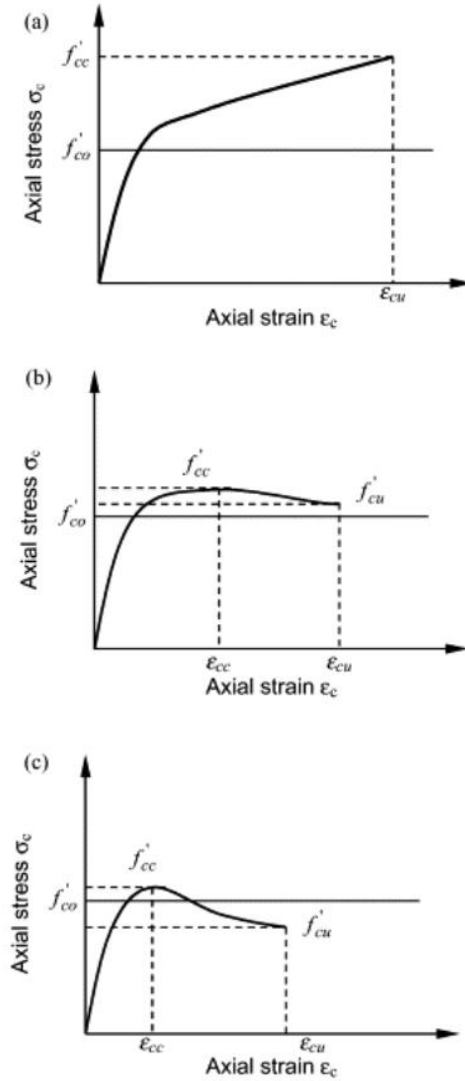 (a)
f'cc
f'co
Axial stress σc
εcu
Axial strain εc
(b)
f'cc
f'cu
f'co
Axial stress σc
εcc
εcu
Axial strain εc
(c)
f'cc
f'co
f'cu
Axial stress σc
εcc
εcu
Axial strain εc